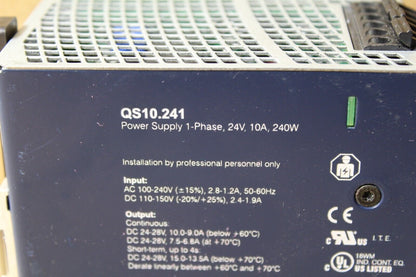 QS10.241
Power Supply 1-Phase, 24V, 10A, 240W
Installation by professional personnel only
Input:
AC 100-240V (±15%), 2.8-1.2A, 50-60Hz
DC 110-150V (-20%/+25%), 2.4-1.9A
Output:
Continuous:
DC 24-28V, 10.0-9.0A (below +60°C)
DC 24-28V, 7.5-6.8A (at +70°C)
Short-term, up to 4s:
DC 24-28V, 15.0-13.5A (below +70°C)
Derate linearly between +60°C and +70°C
CE
c UL us I.T.E.
LISTED
c UL us 16WM
IND. CONT. EQ.
LISTED